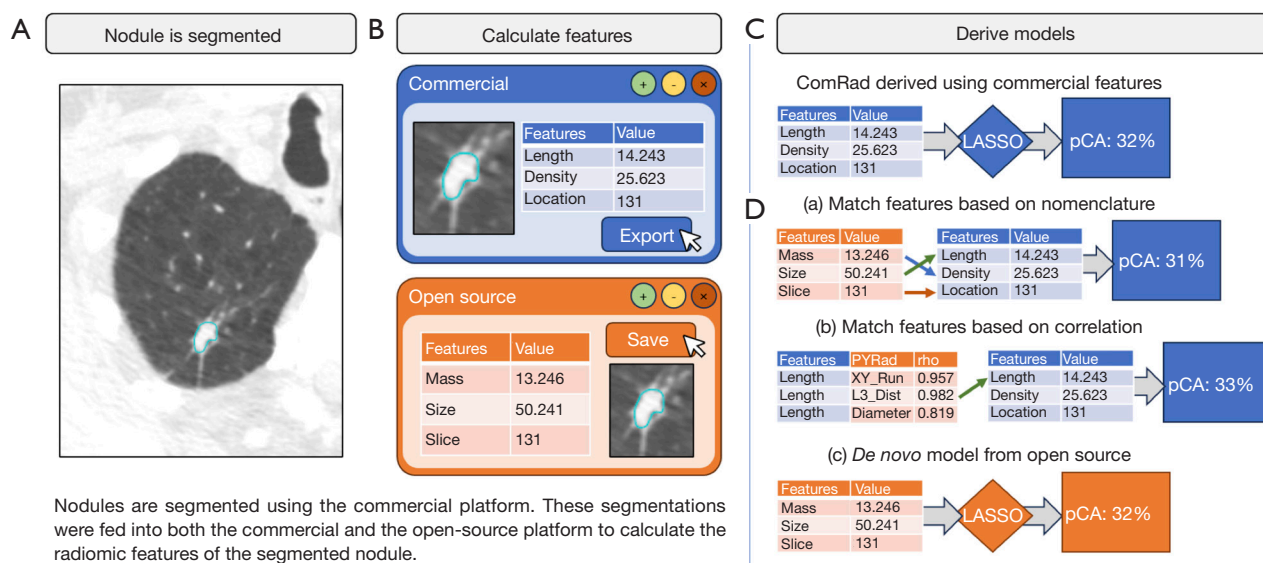 A
Nodule is segmented
Nodules are segmented using the commercial platform. These segmentations
were fed into both the commercial and the open-source platform to calculate the
radiomic features of the segmented nodule.
B
Calculate features
Commercial
+ - ×
Features Value
Length 14.243
Density 25.623
Location 131
Export
Open source
+ - ×
Save
Features Value
Mass 13.246
Size 50.241
Slice 131
C
Derive models
ComRad derived using commercial features
Features Value
Length 14.243
Density 25.623
Location 131
LASSO
pCA: 32%
D
(a) Match features based on nomenclature
Features Value
Mass 13.246
Size 50.241
Slice 131
Features Value
Length 14.243
Density 25.623
Location 131
pCA: 31%
(b) Match features based on correlation
Features PYRad rho
Length XY_Run 0.957
Length L3_Dist 0.982
Length Diameter 0.819
Features Value
Length 14.243
Density 25.623
Location 131
pCA: 33%
(c) De novo model from open source
Features Value
Mass 13.246
Size 50.241
Slice 131
LASSO
pCA: 32%